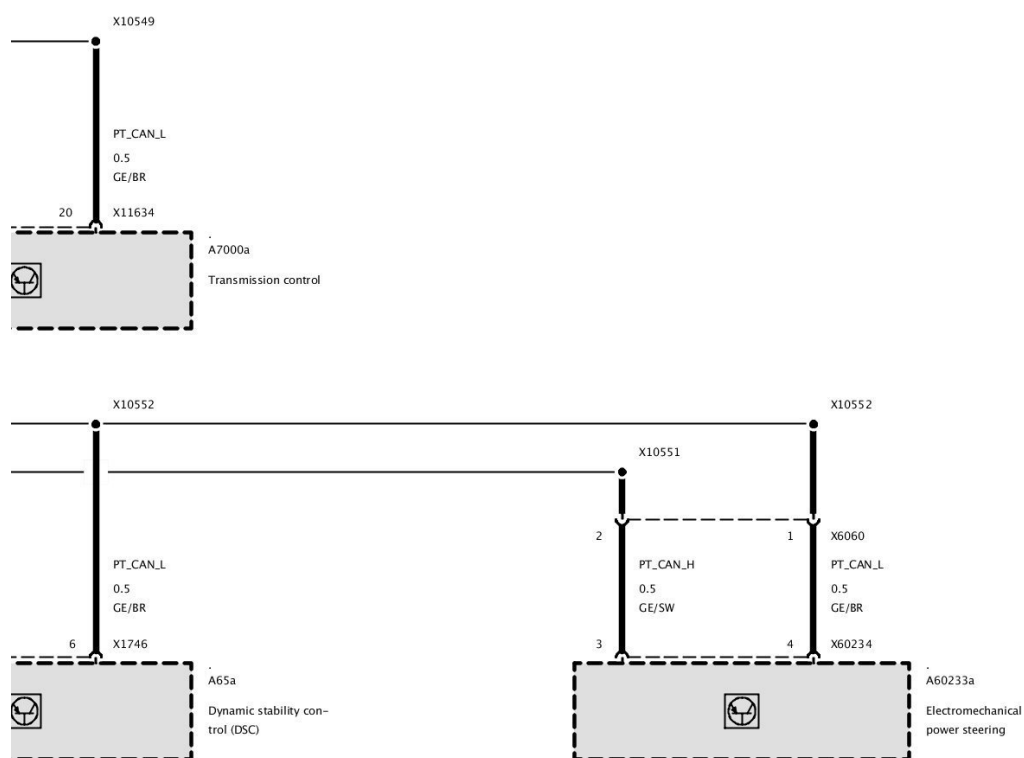 X10549
PT_CAN_L
0.5
GE/BR
20 X11634
.
A7000a
Transmission control
X10552 X10552
X10551
2 1 X6060
PT_CAN_L PT_CAN_H PT_CAN_L
0.5 0.5 0.5
GE/BR GE/SW GE/BR
6 X1746 3 4 X60234
. .
A65a A60233a
Dynamic stability con- Electromechanical
trol (DSC) power steering